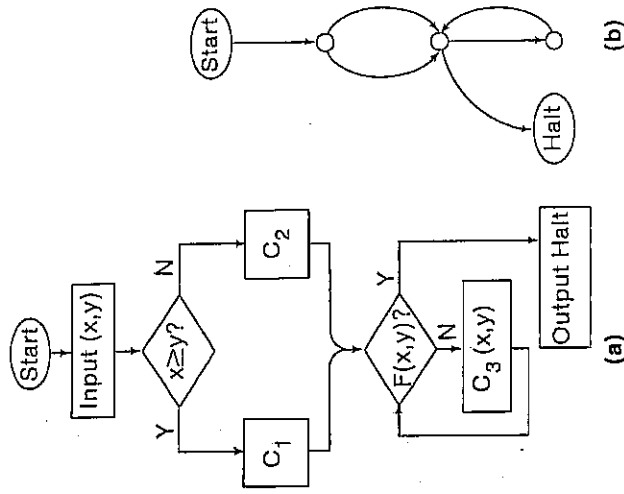 Start
Input (x,y)
x≥y?
Y
N
C1
C2
F(x,y)?
Y
N
C3 (x,y)
Output Halt
(a)
Start
Halt
(b)